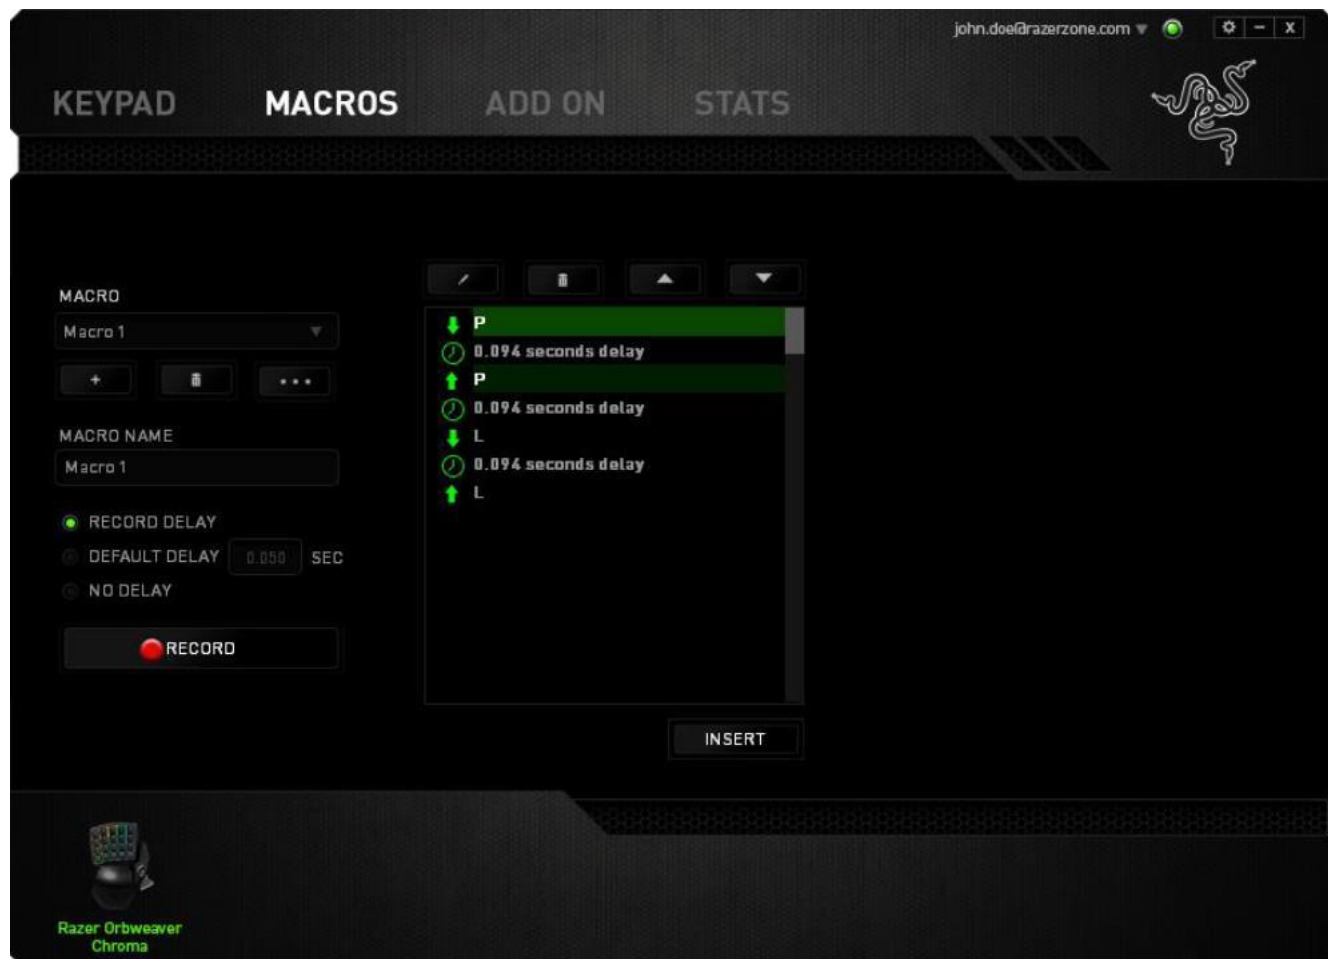 john.doe@razerzone.com
X
KEYPAD MACROS ADD ON STATS
MACRO
Macro 1
MACRO NAME
Macro 1
RECORD DELAY
DEFAULT DELAY 0.050 SEC
NO DELAY
RECORD
P
0.094 seconds delay
P
0.094 seconds delay
L
0.094 seconds delay
L
INSERT
Razer Orbweaver
Chroma